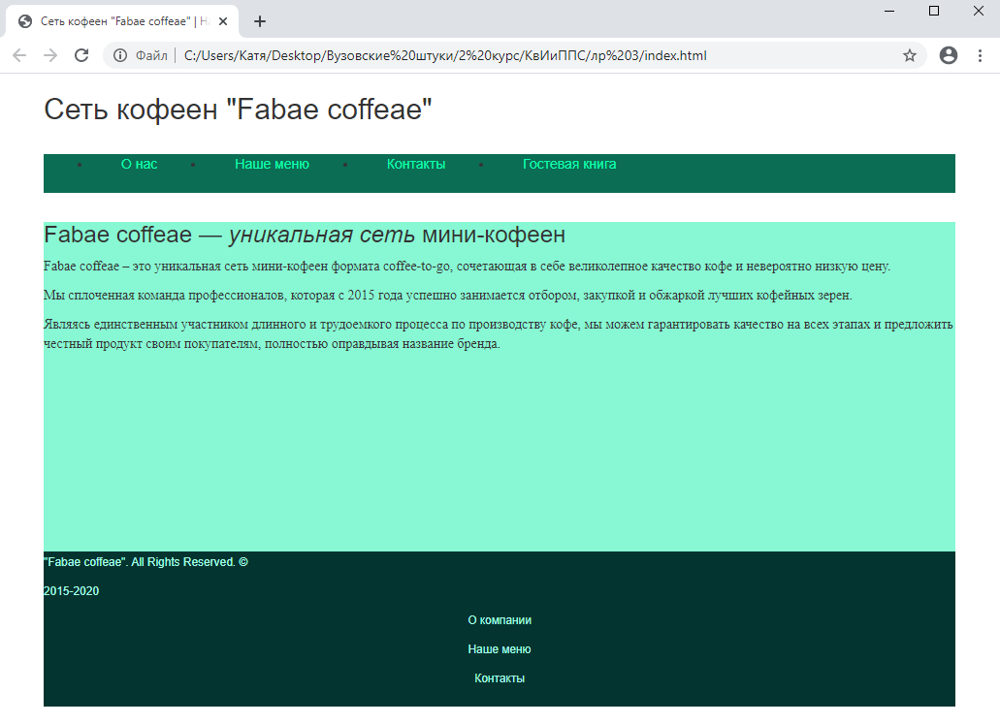 Сеть кофеен "Fabae coffeae" |
Файл C:/Users/Катя/Desktop/Вузовские%20штуки/2%20курс/КвИиППС/лр%203/index.html
Сеть кофеен "Fabae coffeae"
О нас Наше меню Контакты Гостевая книга
Fabae coffeae — уникальная сеть мини-кофеен
Fabae coffeae – это уникальная сеть мини-кофеен формата coffee-to-go, сочетающая в себе великолепное качество кофе и невероятно низкую цену.
Мы сплоченная команда профессионалов, которая с 2015 года успешно занимается отбором, закупкой и обжаркой лучших кофейных зерен.
Являясь единственным участником длинного и трудоемкого процесса по производству кофе, мы можем гарантировать качество на всех этапах и предложить
честный продукт своим покупателям, полностью оправдывая название бренда.
"Fabae coffeae". All Rights Reserved. ©
2015-2020
О компании
Наше меню
Контакты